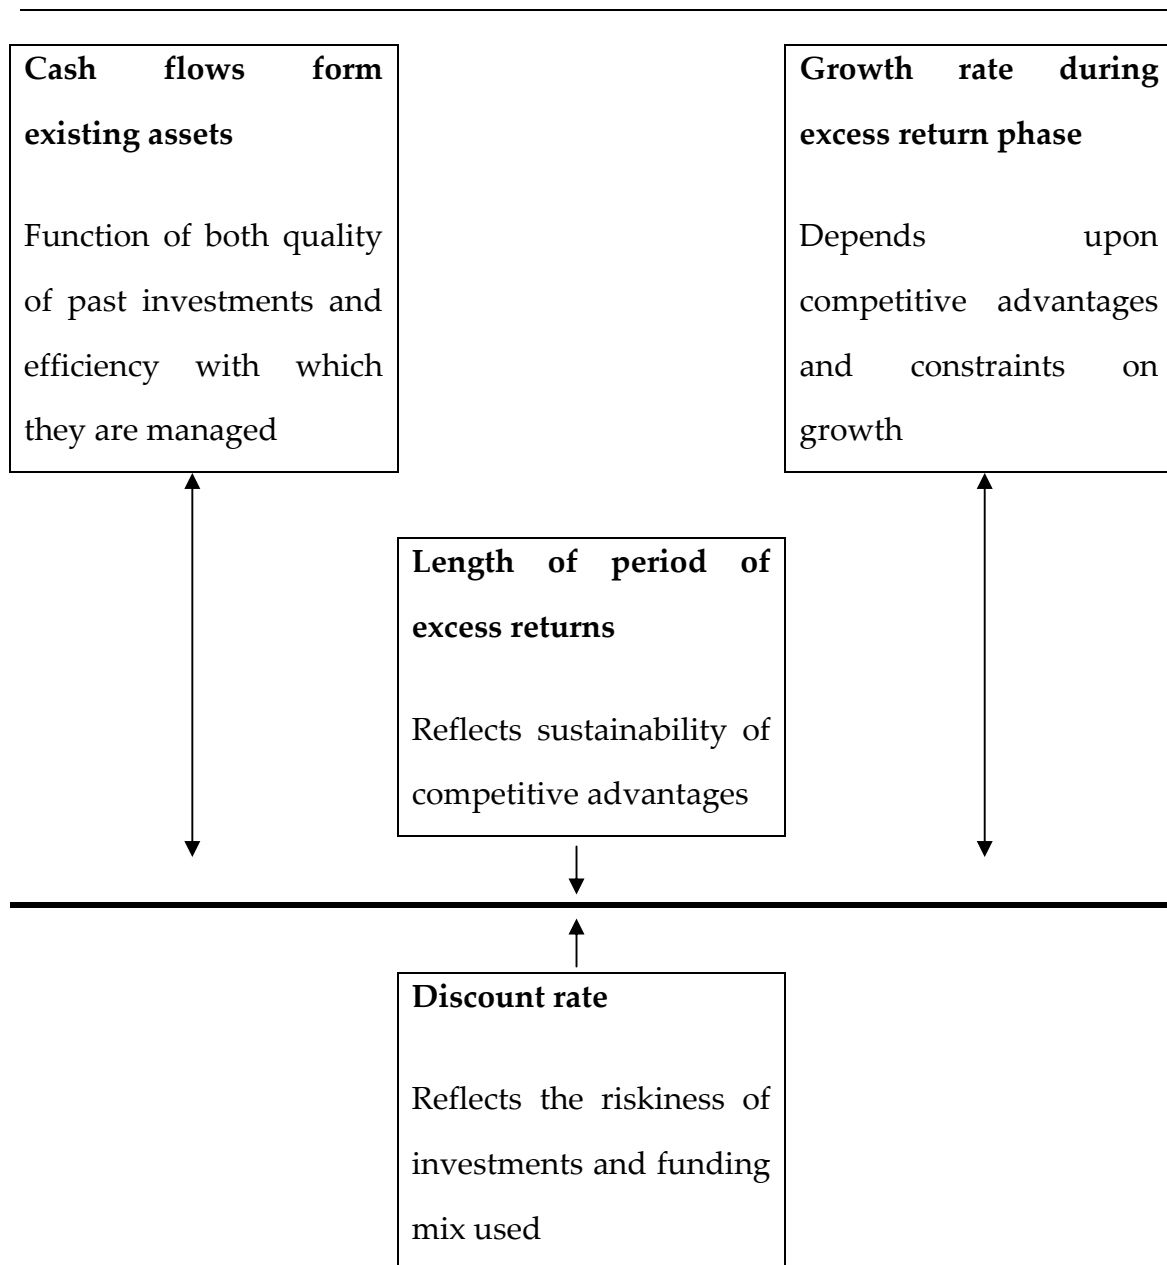 Cash flows form
existing assets
Function of both quality
of past investments and
efficiency with which
they are managed
Growth rate during
excess return phase
Depends upon
competitive advantages
and constraints on
growth
Length of period of
excess returns
Reflects sustainability of
competitive advantages
Discount rate
Reflects the riskiness of
investments and funding
mix used